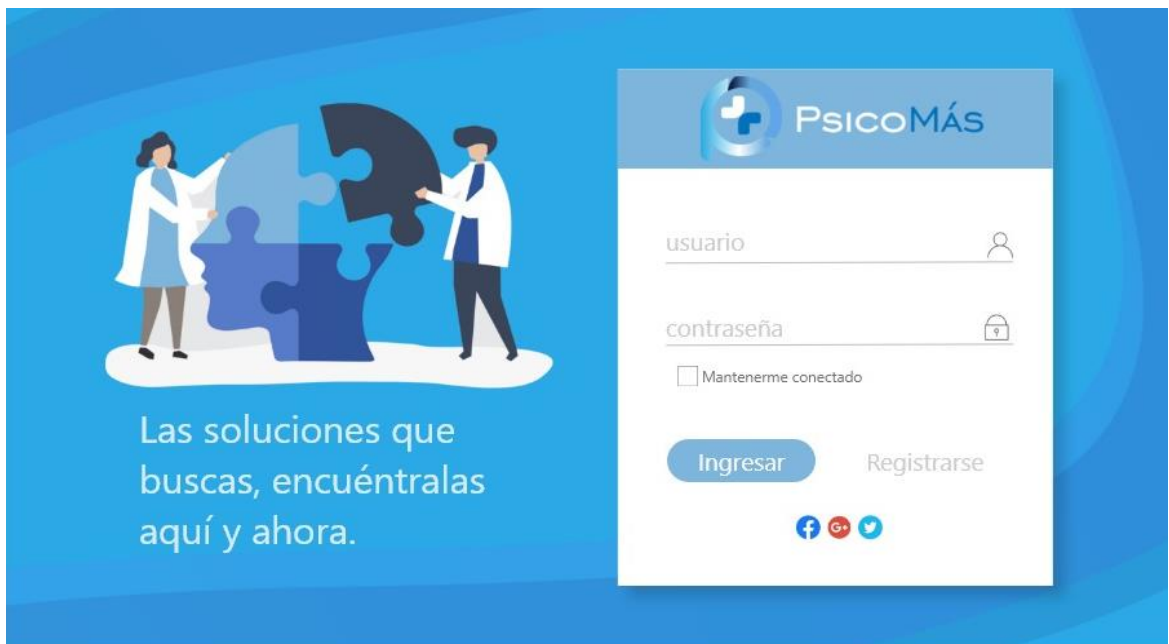 PSICOMÁS
usuario
contraseña
Mantenerme conectado
Las soluciones que
buscas, encuéntralas
aquí y ahora.
Ingresar
Registrarse
G+